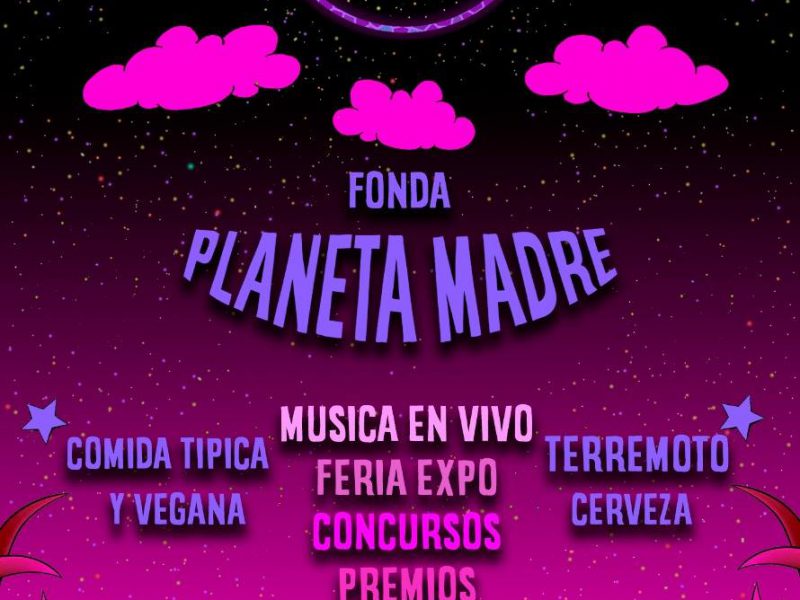 FONDA
PLANETA MADRE
COMIDA TIPICA
Y VEGANA
MUSICA EN VIVO
FERIA EXPO
CONCURSOS
PREMIOS
TERREMOTO
CERVEZA